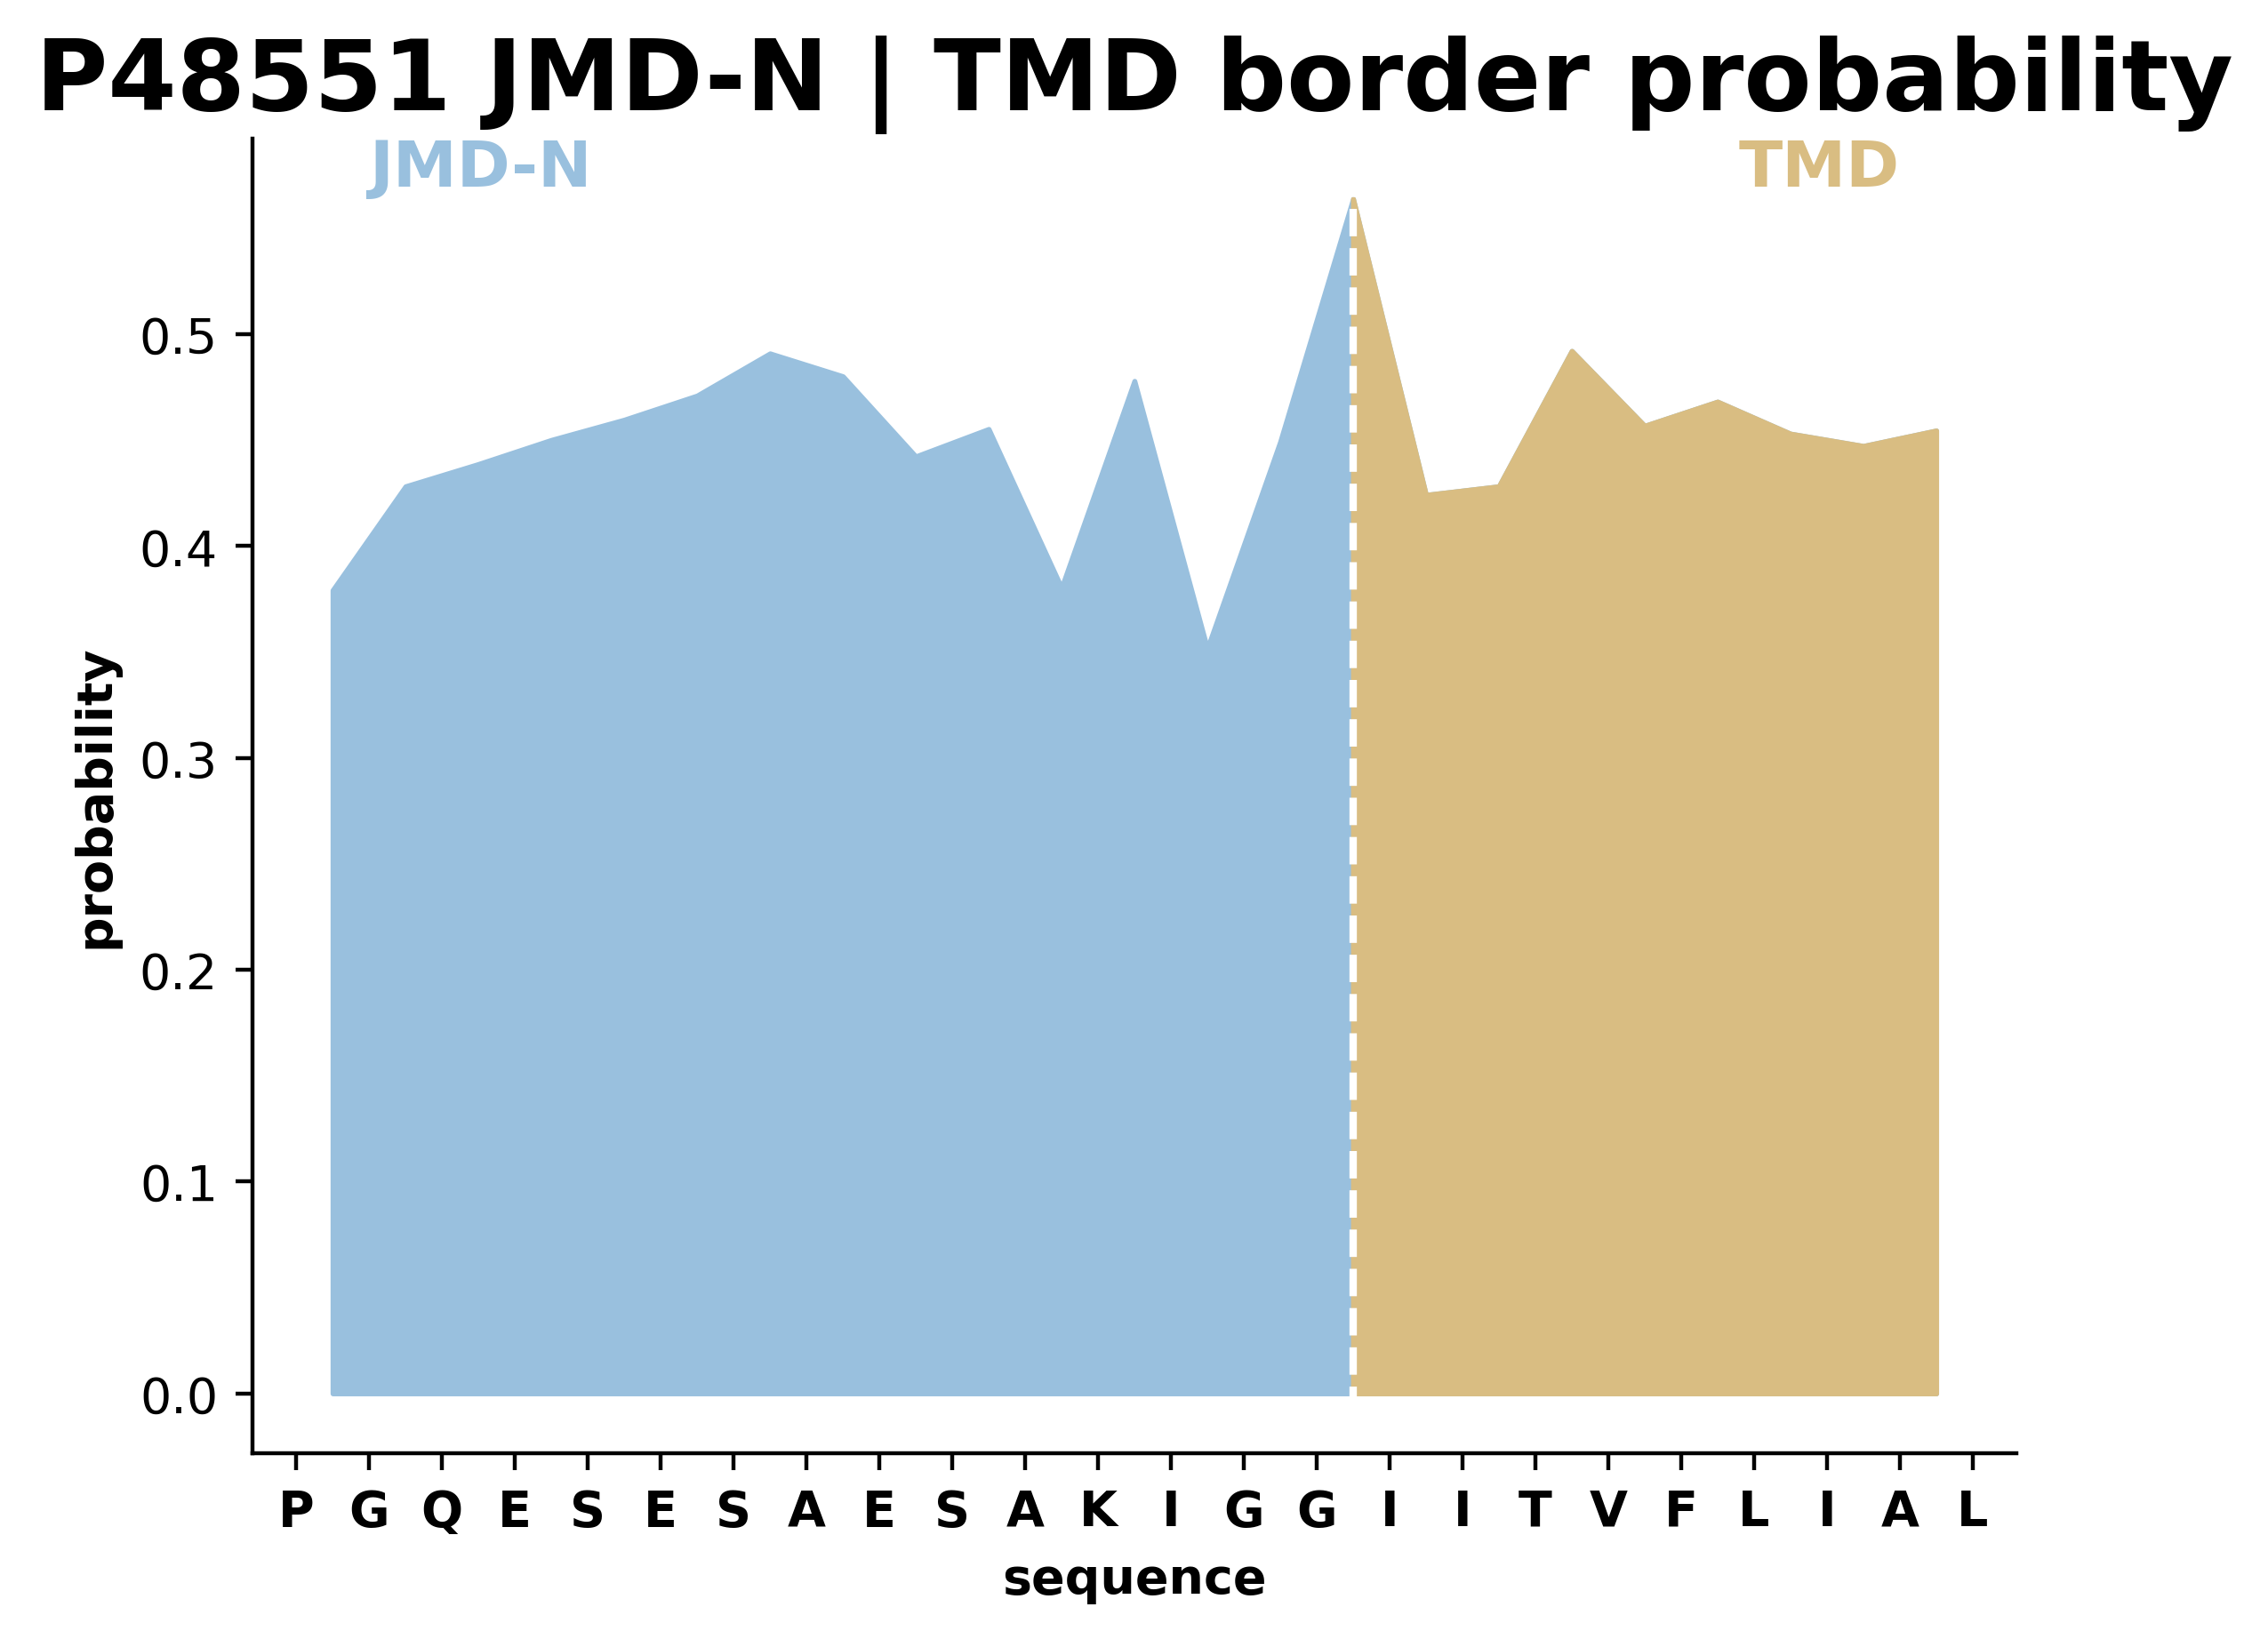 P48551 JMD-N | TMD border probability
JMD-N TMD
0.5
0.4
0.3
0.2
0.1
0.0
probability
P G Q E S E S A E S A K I G G I I T V F L I A L
sequence